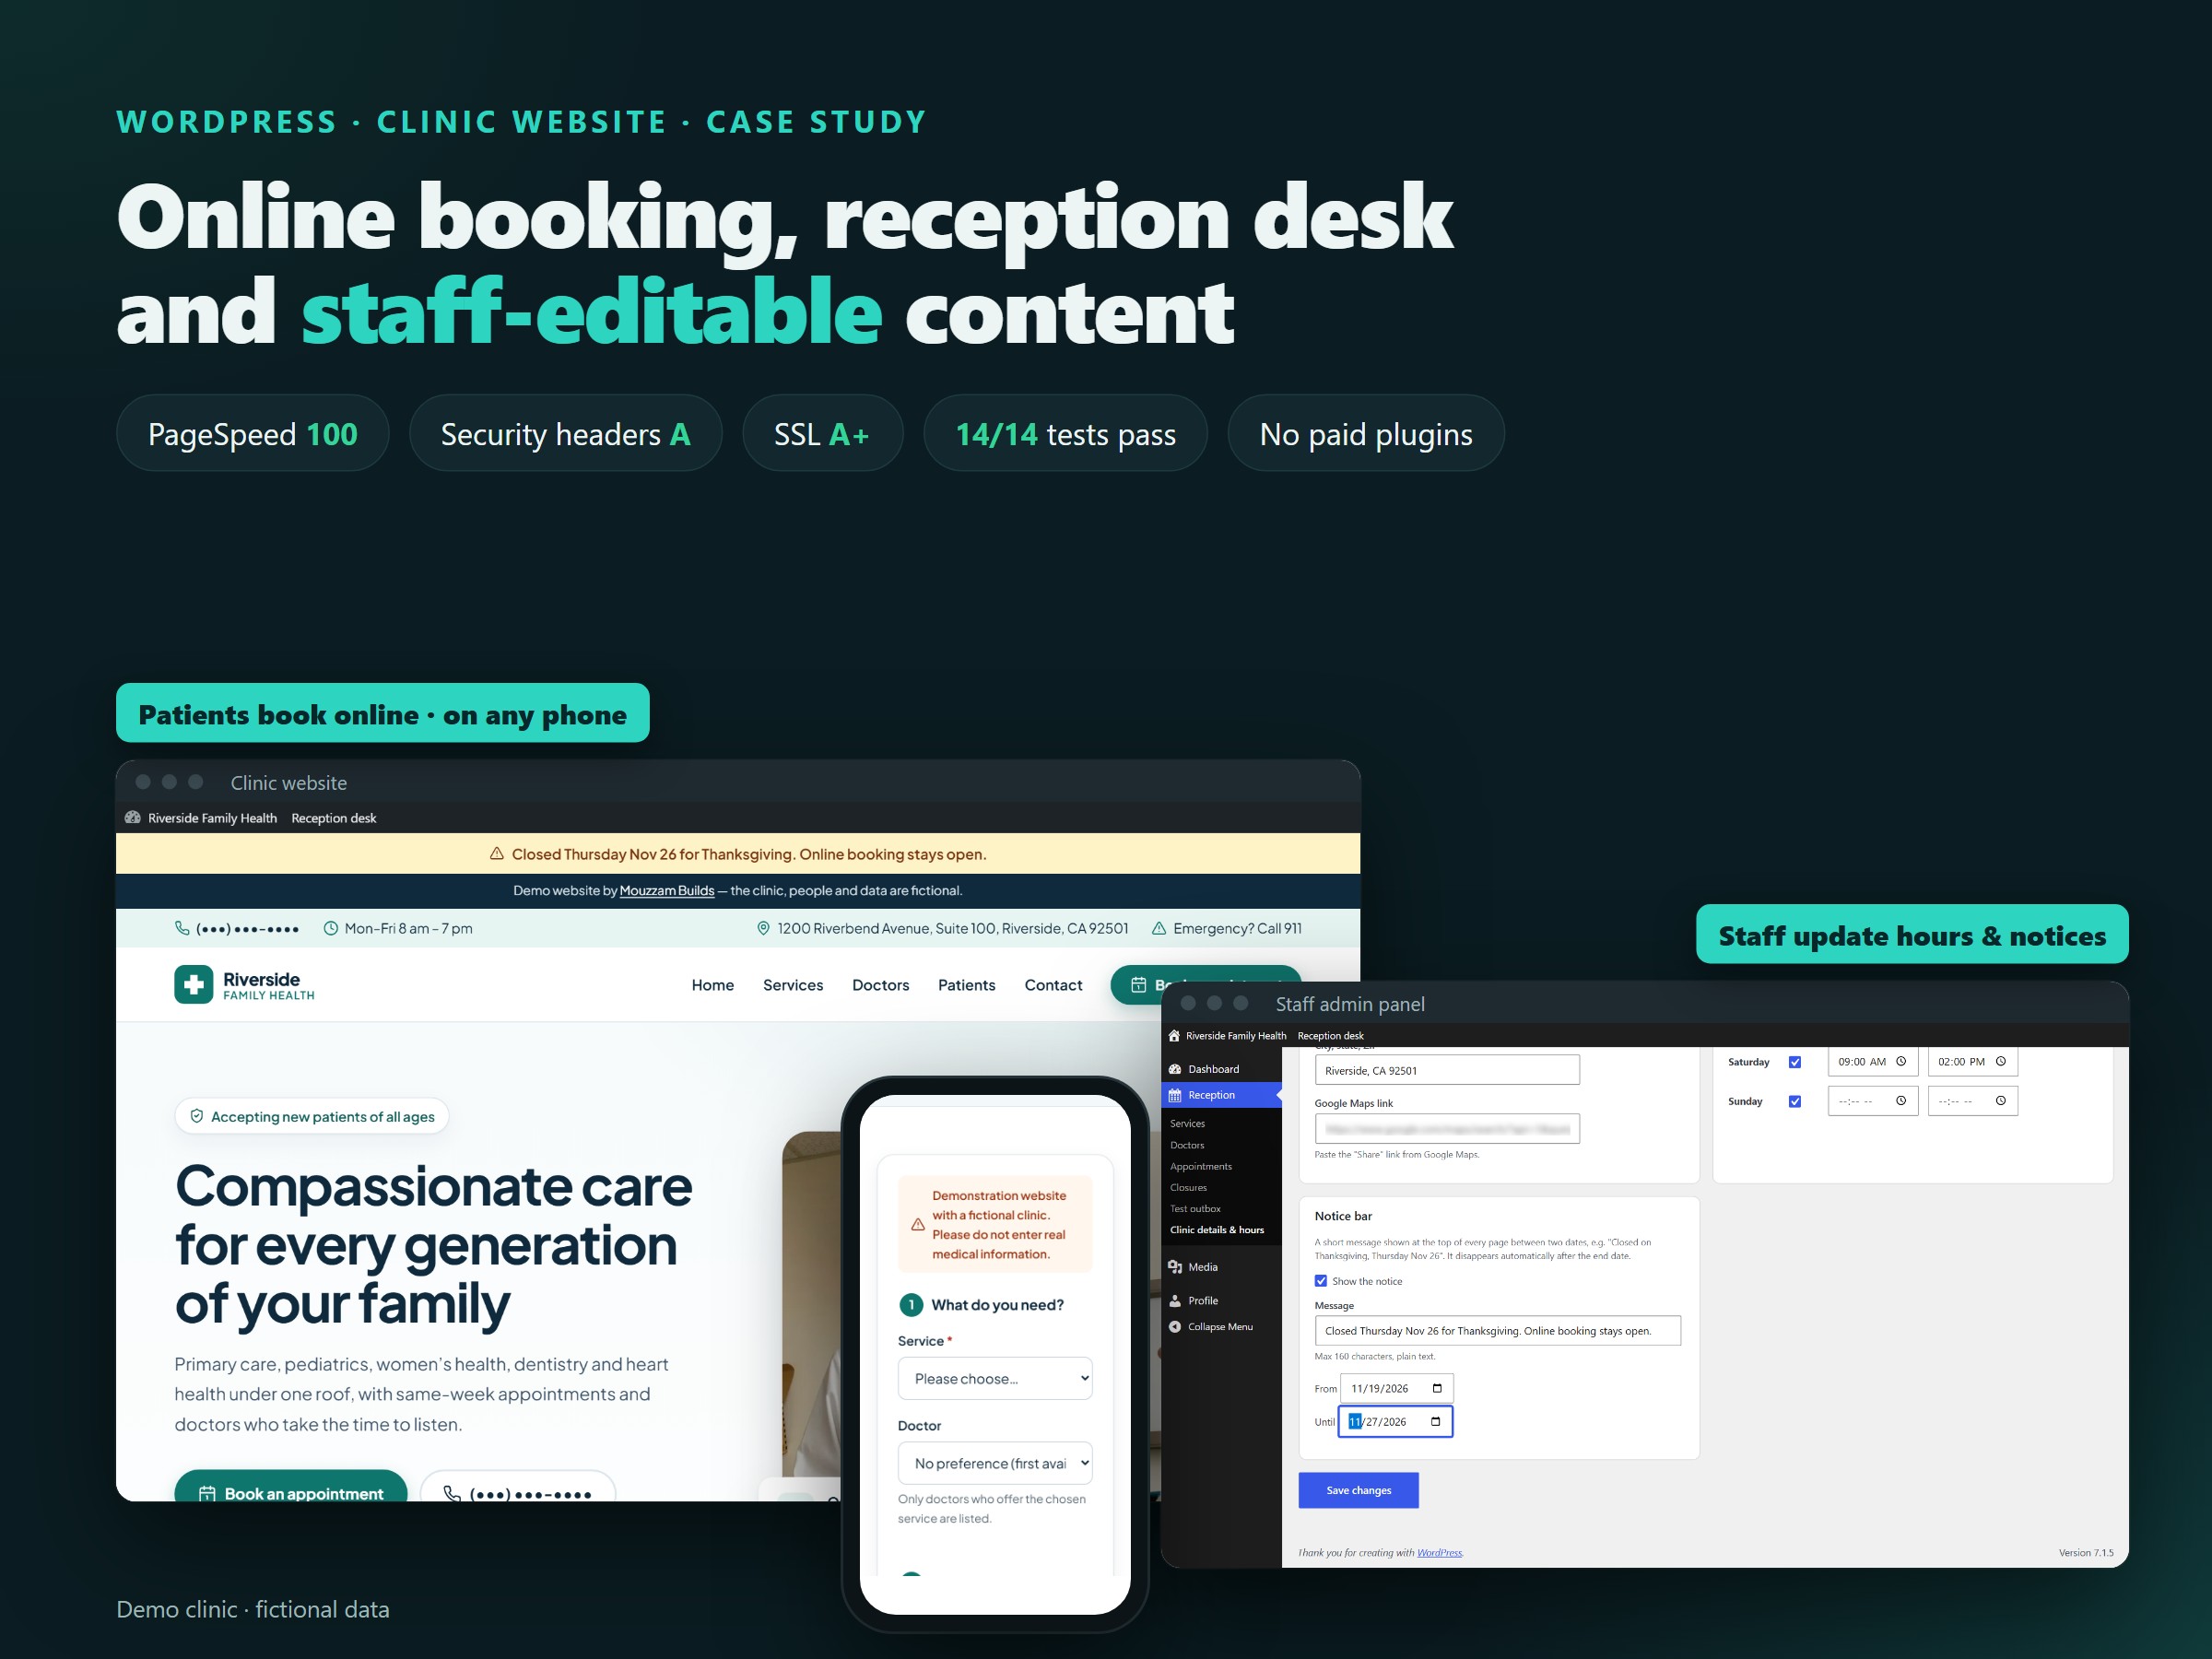 WORDPRESS · CLINIC WEBSITE · CASE STUDY
Online booking, reception desk
and staff-editable content
PageSpeed 100
Security headers A
SSL A+
14/14 tests pass
No paid plugins
Patients book online · on any phone
Clinic website
Riverside Family Health Reception desk
Closed Thursday Nov 26 for Thanksgiving. Online booking stays open.
Demo website by Mouzzam Builds — the clinic, people and data are fictional.
(•••) •••-••••
Mon–Fri 8 am – 7 pm
1200 Riverbend Avenue, Suite 100, Riverside, CA 92501
Emergency? Call 911
Riverside
FAMILY HEALTH
Home Services Doctors Patients Contact
Accepting new patients of all ages
Compassionate care
for every generation
of your family
Primary care, pediatrics, women's health, dentistry and heart
health under one roof, with same-week appointments and
doctors who take the time to listen.
Book an appointment
(•••) •••-••••
Demonstration website
with a fictional clinic.
Please do not enter real
medical information.
1 What do you need?
Service *
Please choose...
Doctor
No preference (first avai
Only doctors who offer the chosen
service are listed.
Staff update hours & notices
Staff admin panel
Riverside Family Health Reception desk
Dashboard
Reception
Services
Doctors
Appointments
Closures
Test outbox
Clinic details & hours
Media
Profile
Collapse Menu
Riverside, CA 92501
Google Maps link
Paste the "Share" link from Google Maps.
Saturday 09:00 AM 02:00 PM
Sunday --:-- -- --:-- --
Notice bar
A short message shown at the top of every page between two dates, e.g. "Closed on
Thanksgiving, Thursday Nov 26". It disappears automatically after the end date.
Show the notice
Message
Closed Thursday Nov 26 for Thanksgiving. Online booking stays open.
Max 160 characters, plain text.
From 11/19/2026
Until 11/27/2026
Save changes
Thank you for creating with WordPress.
Version 7.1.5
Demo clinic · fictional data